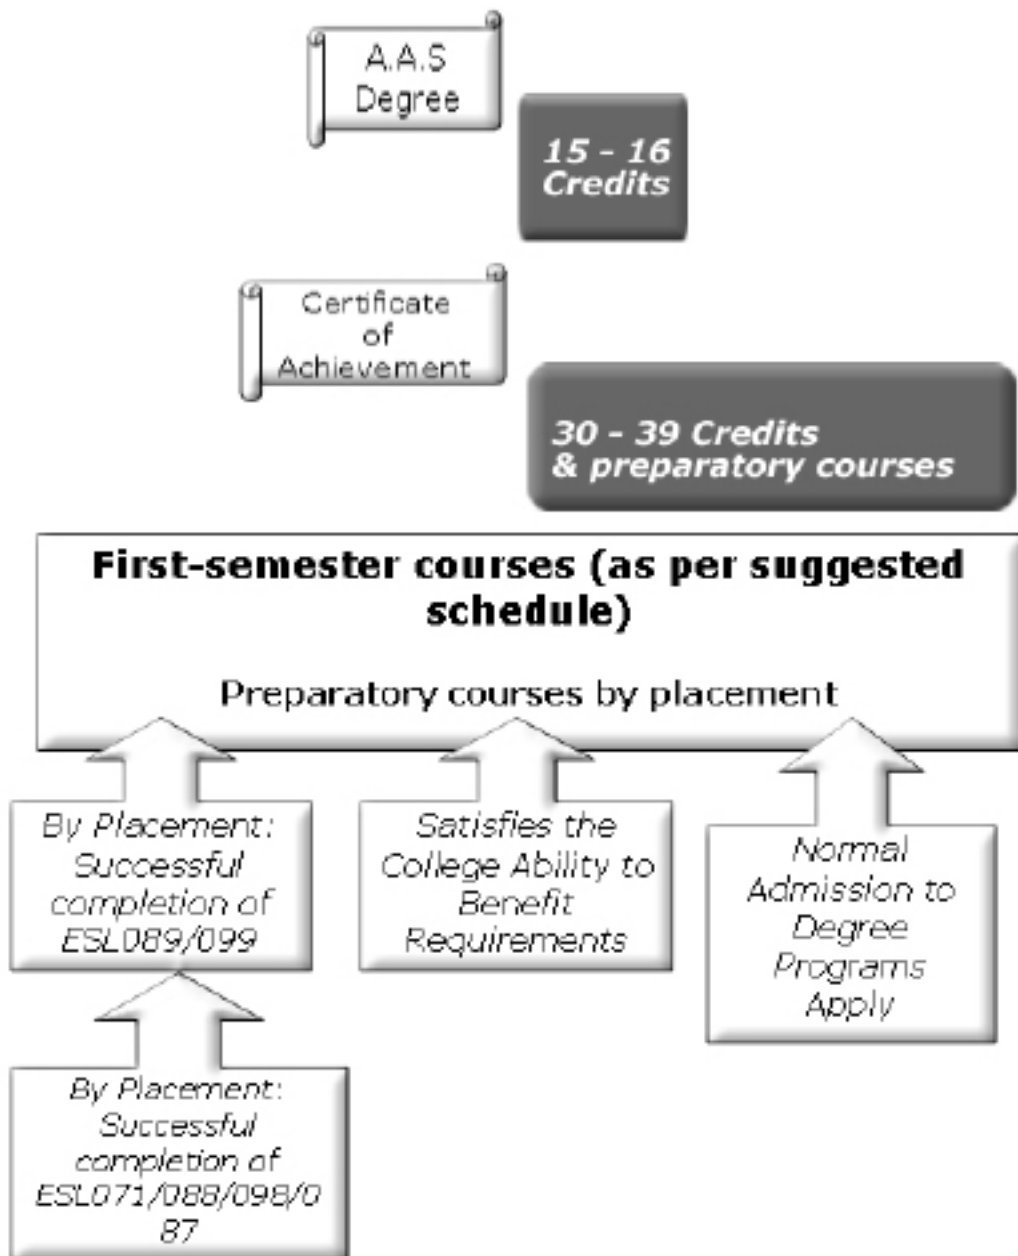 A.A.S
Degree
15 - 16
Credits
Certificate
of
Achievement
30 - 39 Credits
& preparatory courses
First-semester courses (as per suggested
schedule)
Preparatory courses by placement
By Placement:
Successful
completion of
ESL089/099
Satisfies the
College Ability to
Benefit
Requirements
Normal
Admission to
Degree
Programs
Apply
By Placement:
Successful
completion of
ESL071/088/098/0
87